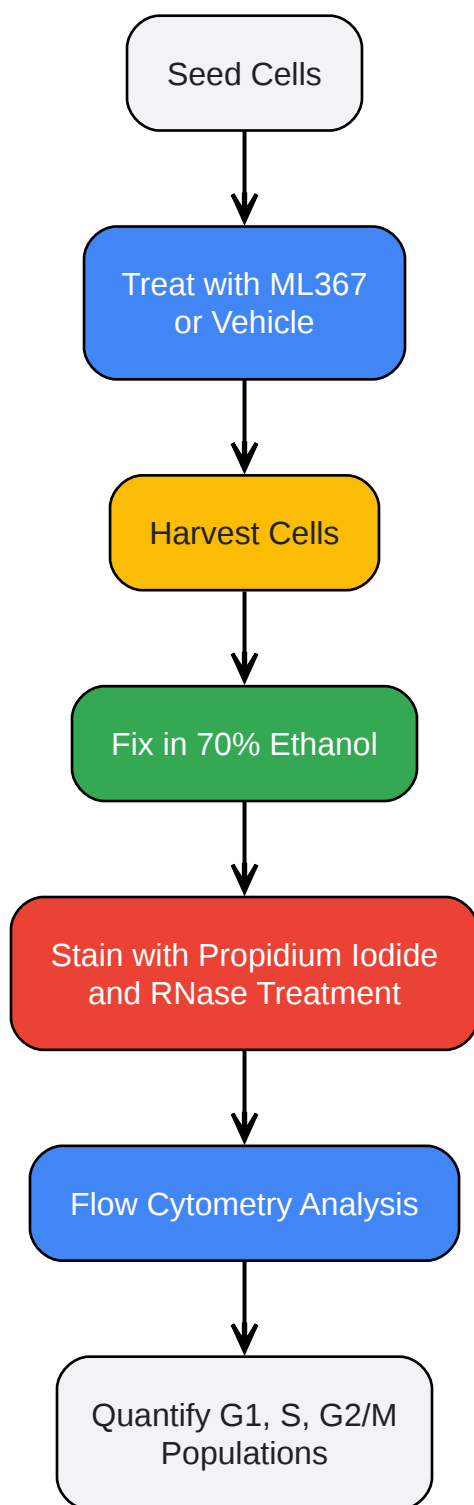 Seed Cells
Treat with ML367
or Vehicle
Harvest Cells
Fix in 70% Ethanol
Stain with Propidium Iodide
and RNase Treatment
Flow Cytometry Analysis
Quantify G1, S, G2/M
Populations